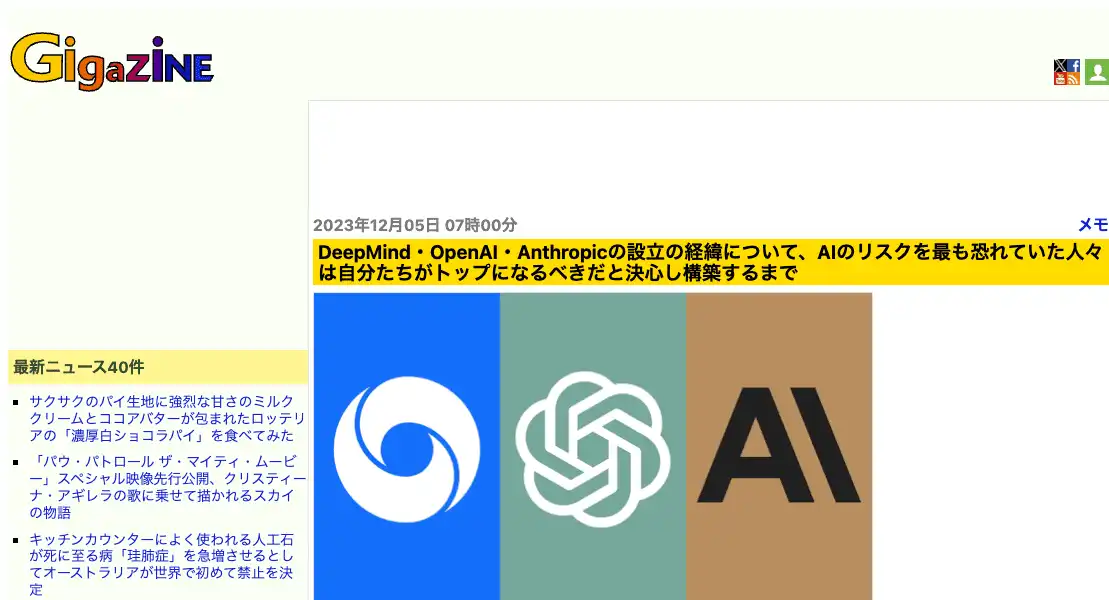 GigaZiNE
2023年12月05日 07時00分
メモ
DeepMind・OpenAI・Anthropicの設立の経緯について、AIのリスクを最も恐れていた人々
は自分たちがトップになるべきだと決心し構築するまで
AI
最新ニュース40件
サクサクのパイ生地に強烈な甘さのミルク
クリームとココアバターが包まれたロッテリ
アの「濃厚白ショコラパイ」を食べてみた
「パウ・パトロール ザ・マイティ・ムービ
ー」スペシャル映像先行公開、クリスティー
ナ・アギレラの歌に乗せて描かれるスカイ
の物語
キッチンカウンターによく使われる人工石
が死に至る病「珪肺症」を急増させるとし
てオーストラリアが世界で初めて禁止を決
定